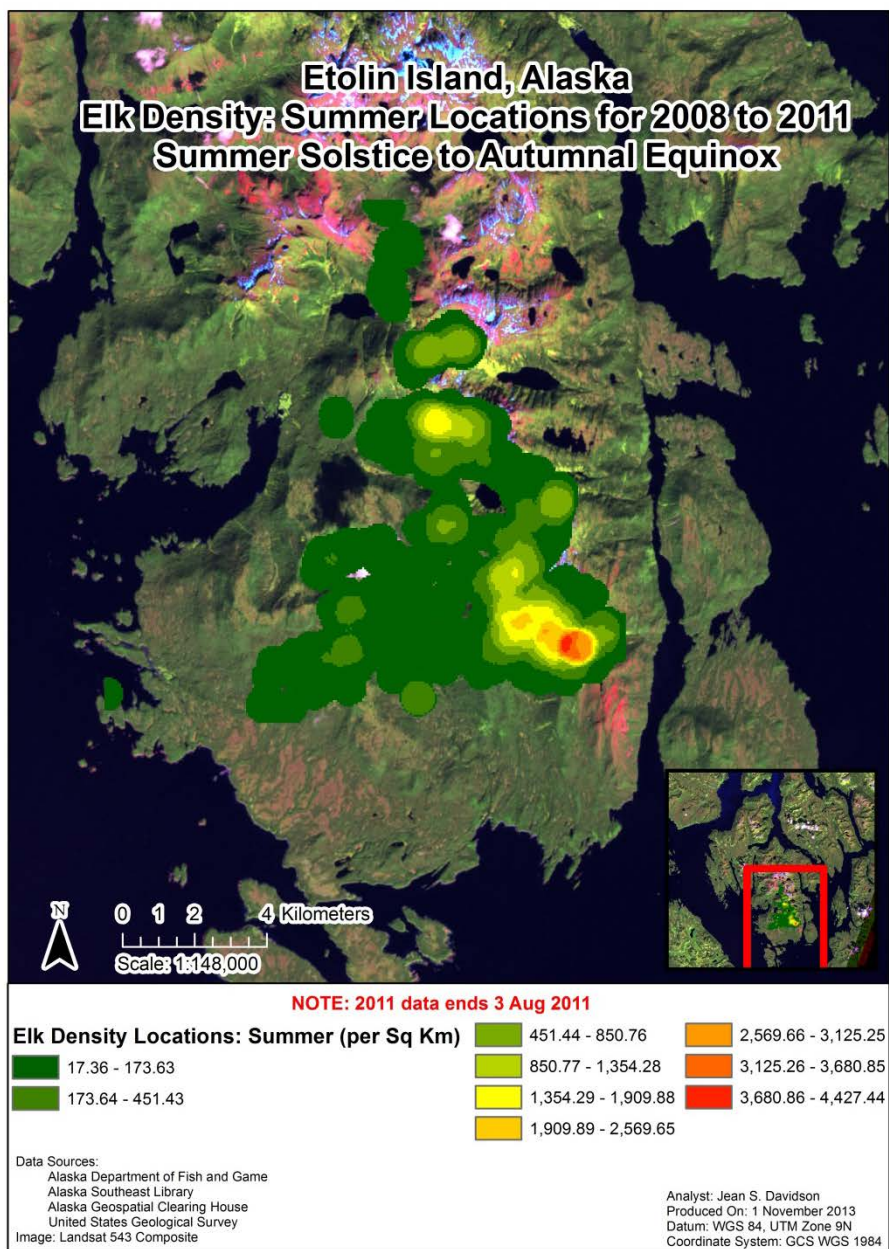 Etolin Island, Alaska
Elk Density: Summer Locations for 2008 to 2011
Summer Solstice to Autumnal Equinox
N
0 1 2 4 Kilometers
Scale: 1:148,000
NOTE: 2011 data ends 3 Aug 2011
Elk Density Locations: Summer (per Sq Km)
17.36 - 173.63
173.64 - 451.43
451.44 - 850.76
850.77 - 1,354.28
1,354.29 - 1,909.88
1,909.89 - 2,569.65
2,569.66 - 3,125.25
3,125.26 - 3,680.85
3,680.86 - 4,427.44
Data Sources:
Alaska Department of Fish and Game
Alaska Southeast Library
Alaska Geospatial Clearing House
United States Geological Survey
Image: Landsat 543 Composite
Analyst: Jean S. Davidson
Produced On: 1 November 2013
Datum: WGS 84, UTM Zone 9N
Coordinate System: GCS WGS 1984